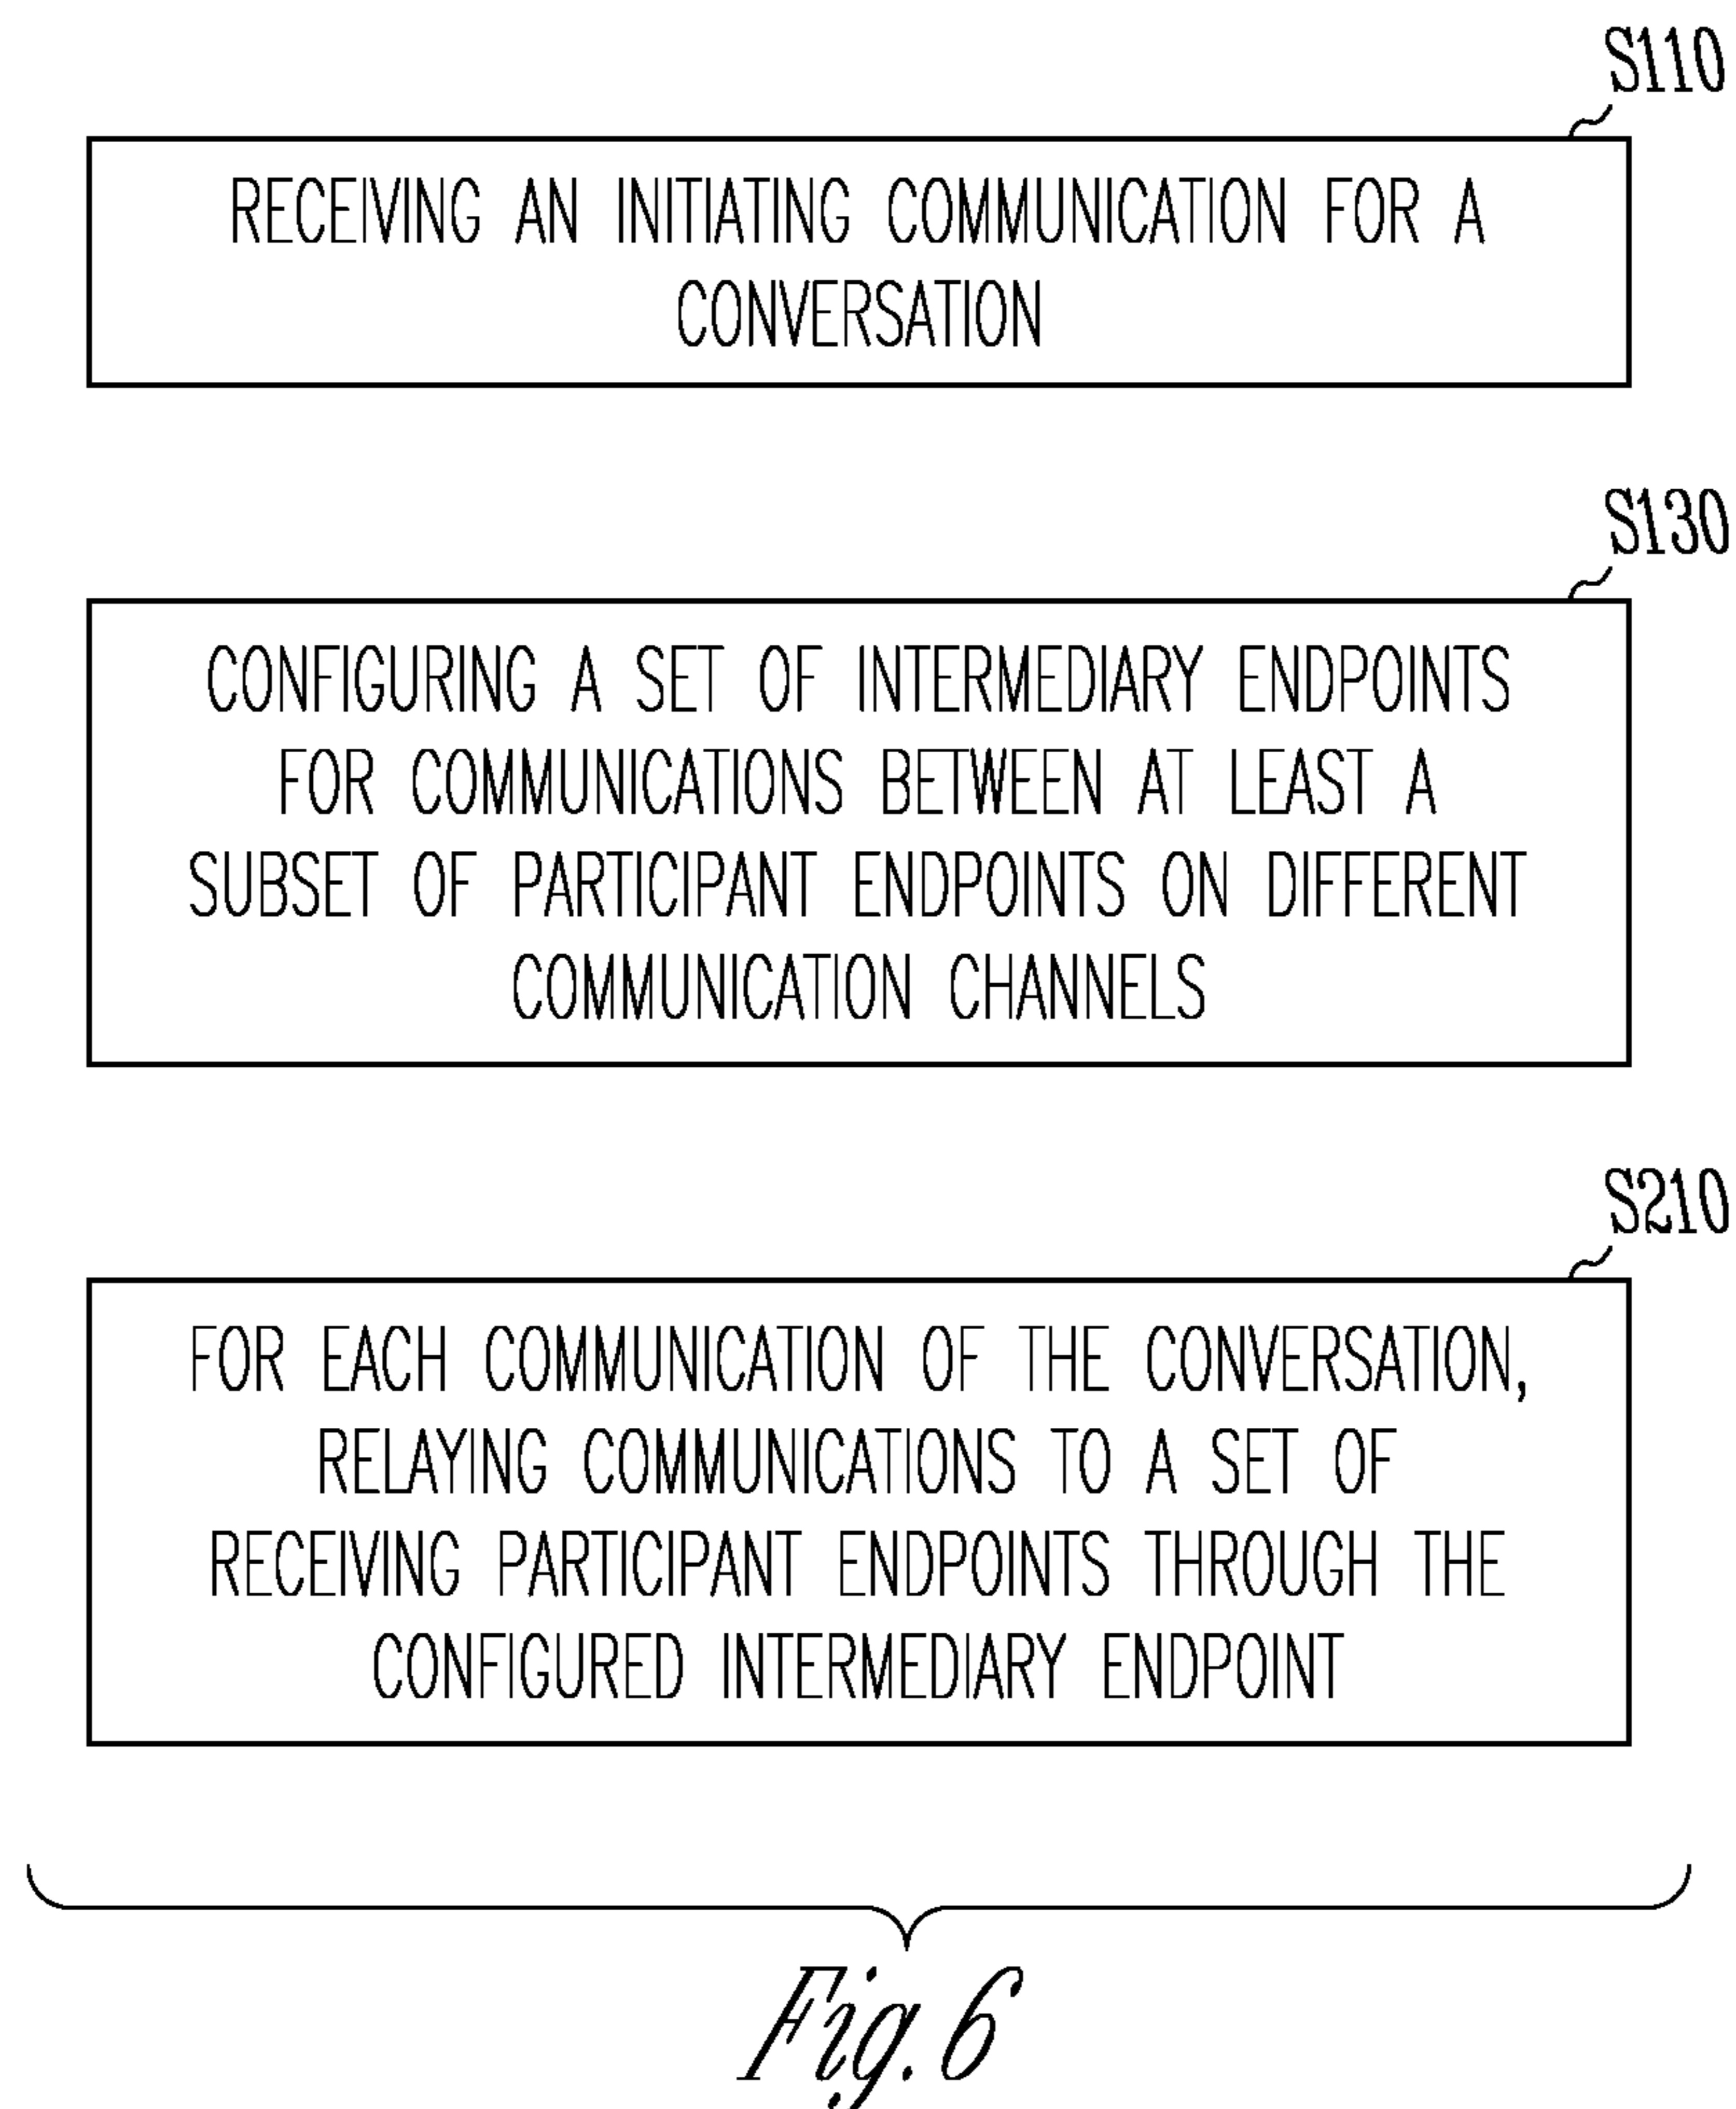 S110
RECEIVING AN INITIATING COMMUNICATION FOR A
CONVERSATION
S130
CONFIGURING A SET OF INTERMEDIARY ENDPOINTS
FOR COMMUNICATIONS BETWEEN AT LEAST A
SUBSET OF PARTICIPANT ENDPOINTS ON DIFFERENT
COMMUNICATION CHANNELS
S210
FOR EACH COMMUNICATION OF THE CONVERSATION,
RELAYING COMMUNICATIONS TO A SET OF
RECEIVING PARTICIPANT ENDPOINTS THROUGH THE
CONFIGURED INTERMEDIARY ENDPOINT
Fig. 6